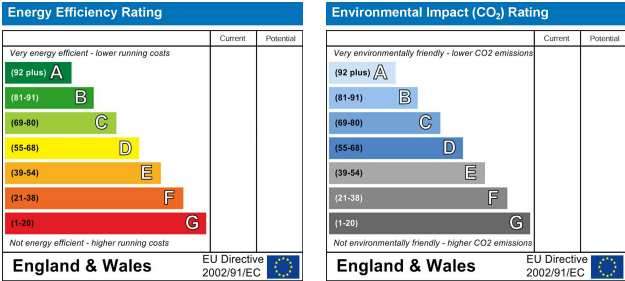 Energy Efficiency Rating
Current Potential
Very energy efficient - lower running costs
(92 plus) A
(81-91) B
(69-80) C
(55-68) D
(39-54) E
(21-38) F
(1-20) G
Not energy efficient - higher running costs
England & Wales
EU Directive
2002/91/EC
Environmental Impact (CO₂) Rating
Current Potential
Very environmentally friendly - lower CO2 emissions
(92 plus) A
(81-91) B
(69-80) C
(55-68) D
(39-54) E
(21-38) F
(1-20) G
Not environmentally friendly - higher CO2 emissions
England & Wales
EU Directive
2002/91/EC